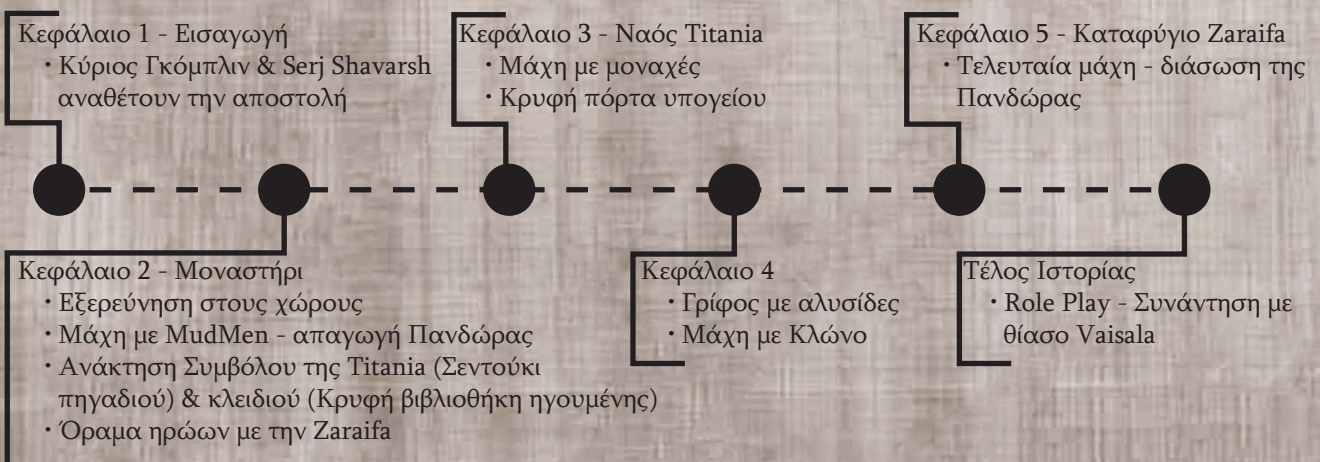 Κεφάλαιο 1 - Εισαγωγή
· Κύριος Γκόμπλιν & Serj Shavarsh
αναθέτουν την αποστολή
Κεφάλαιο 2 - Μοναστήρι
· Εξερεύνηση στους χώρους
· Μάχη με MudMen - απαγωγή Πανδώρας
· Ανάκτηση Συμβόλου της Titania (Σεντούκι
πηγαδιού) & κλειδιού (Κρυφή βιβλιοθήκη ηγουμένης)
· Όραμα ηρώων με την Zaraifa
Κεφάλαιο 3 - Ναός Titania
· Μάχη με μοναχές
· Κρυφή πόρτα υπογείου
Κεφάλαιο 4
· Γρίφος με αλυσίδες
· Μάχη με Κλώνο
Κεφάλαιο 5 - Καταφύγιο Zaraifa
· Τελευταία μάχη - διάσωση της
Πανδώρας
Τέλος Ιστορίας
· Role Play - Συνάντηση με
θίασο Vaisala